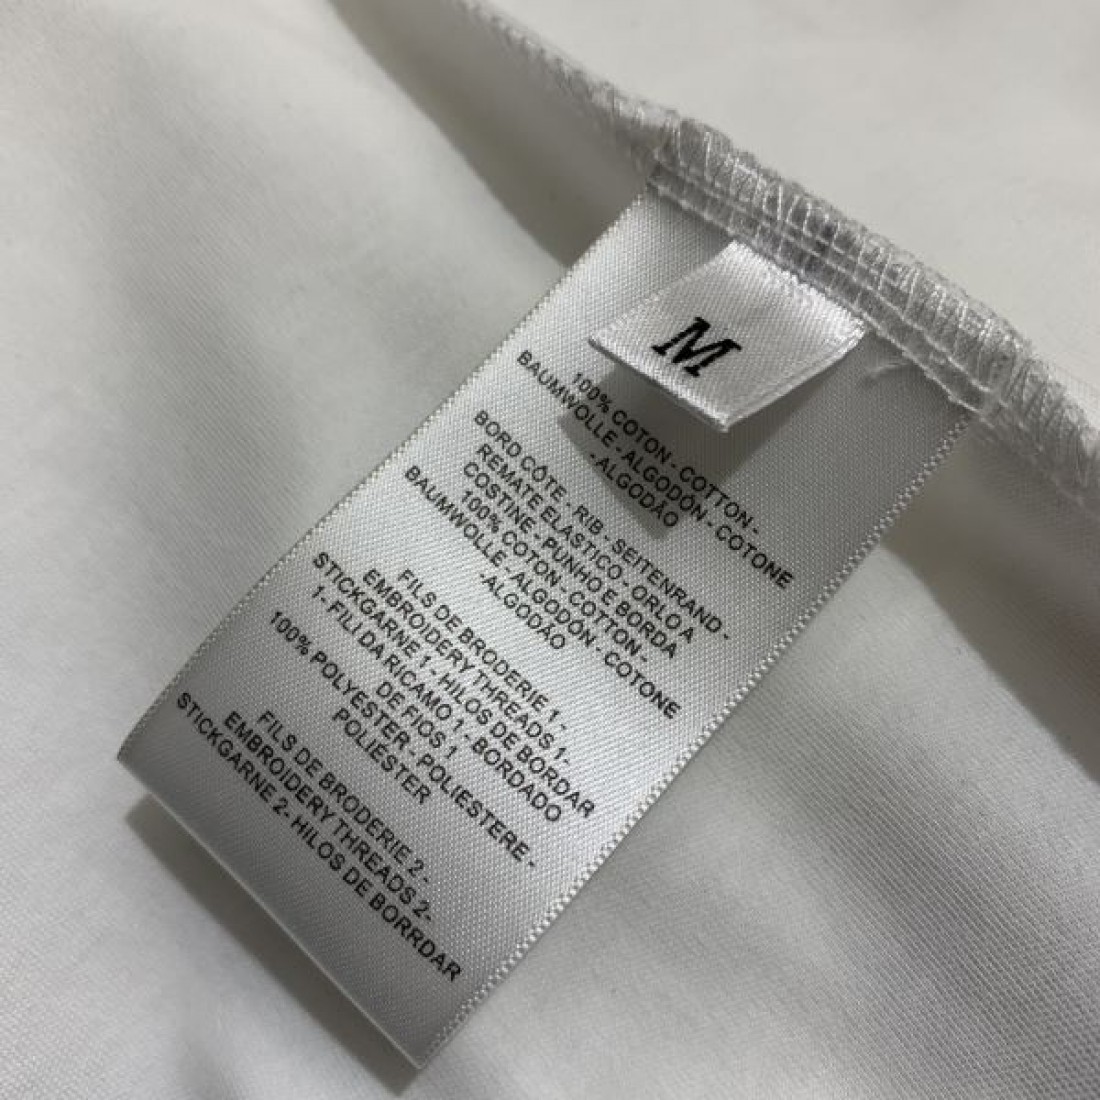 M
100% COTON - COTTON -
BAUMWOLLE - ALGODÓN - COTONE
- ALGODÃO
BORD CÔTE - RIB - SEITENRAND -
REMATE ELÁSTICO - ORLO A
COSTINE - PUNHO E BORDA
100% COTON - COTTON -
BAUMWOLLE - ALGODÓN - COTONE
-ALGODÃO
FILS DE BRODERIE 1 -
EMBROIDERY THREADS 1-
STICKGARNE 1 - HILOS DE BORDAR
1- FILI DA RICAMO 1 - BORDADO
DE FIOS 1
100% POLYESTER - POLIESTERE -
POLIESTER
FILS DE BRODERIE 2 -
EMBROIDERY THREADS 2-
STICKGARNE 2- HILOS DE BORRDAR